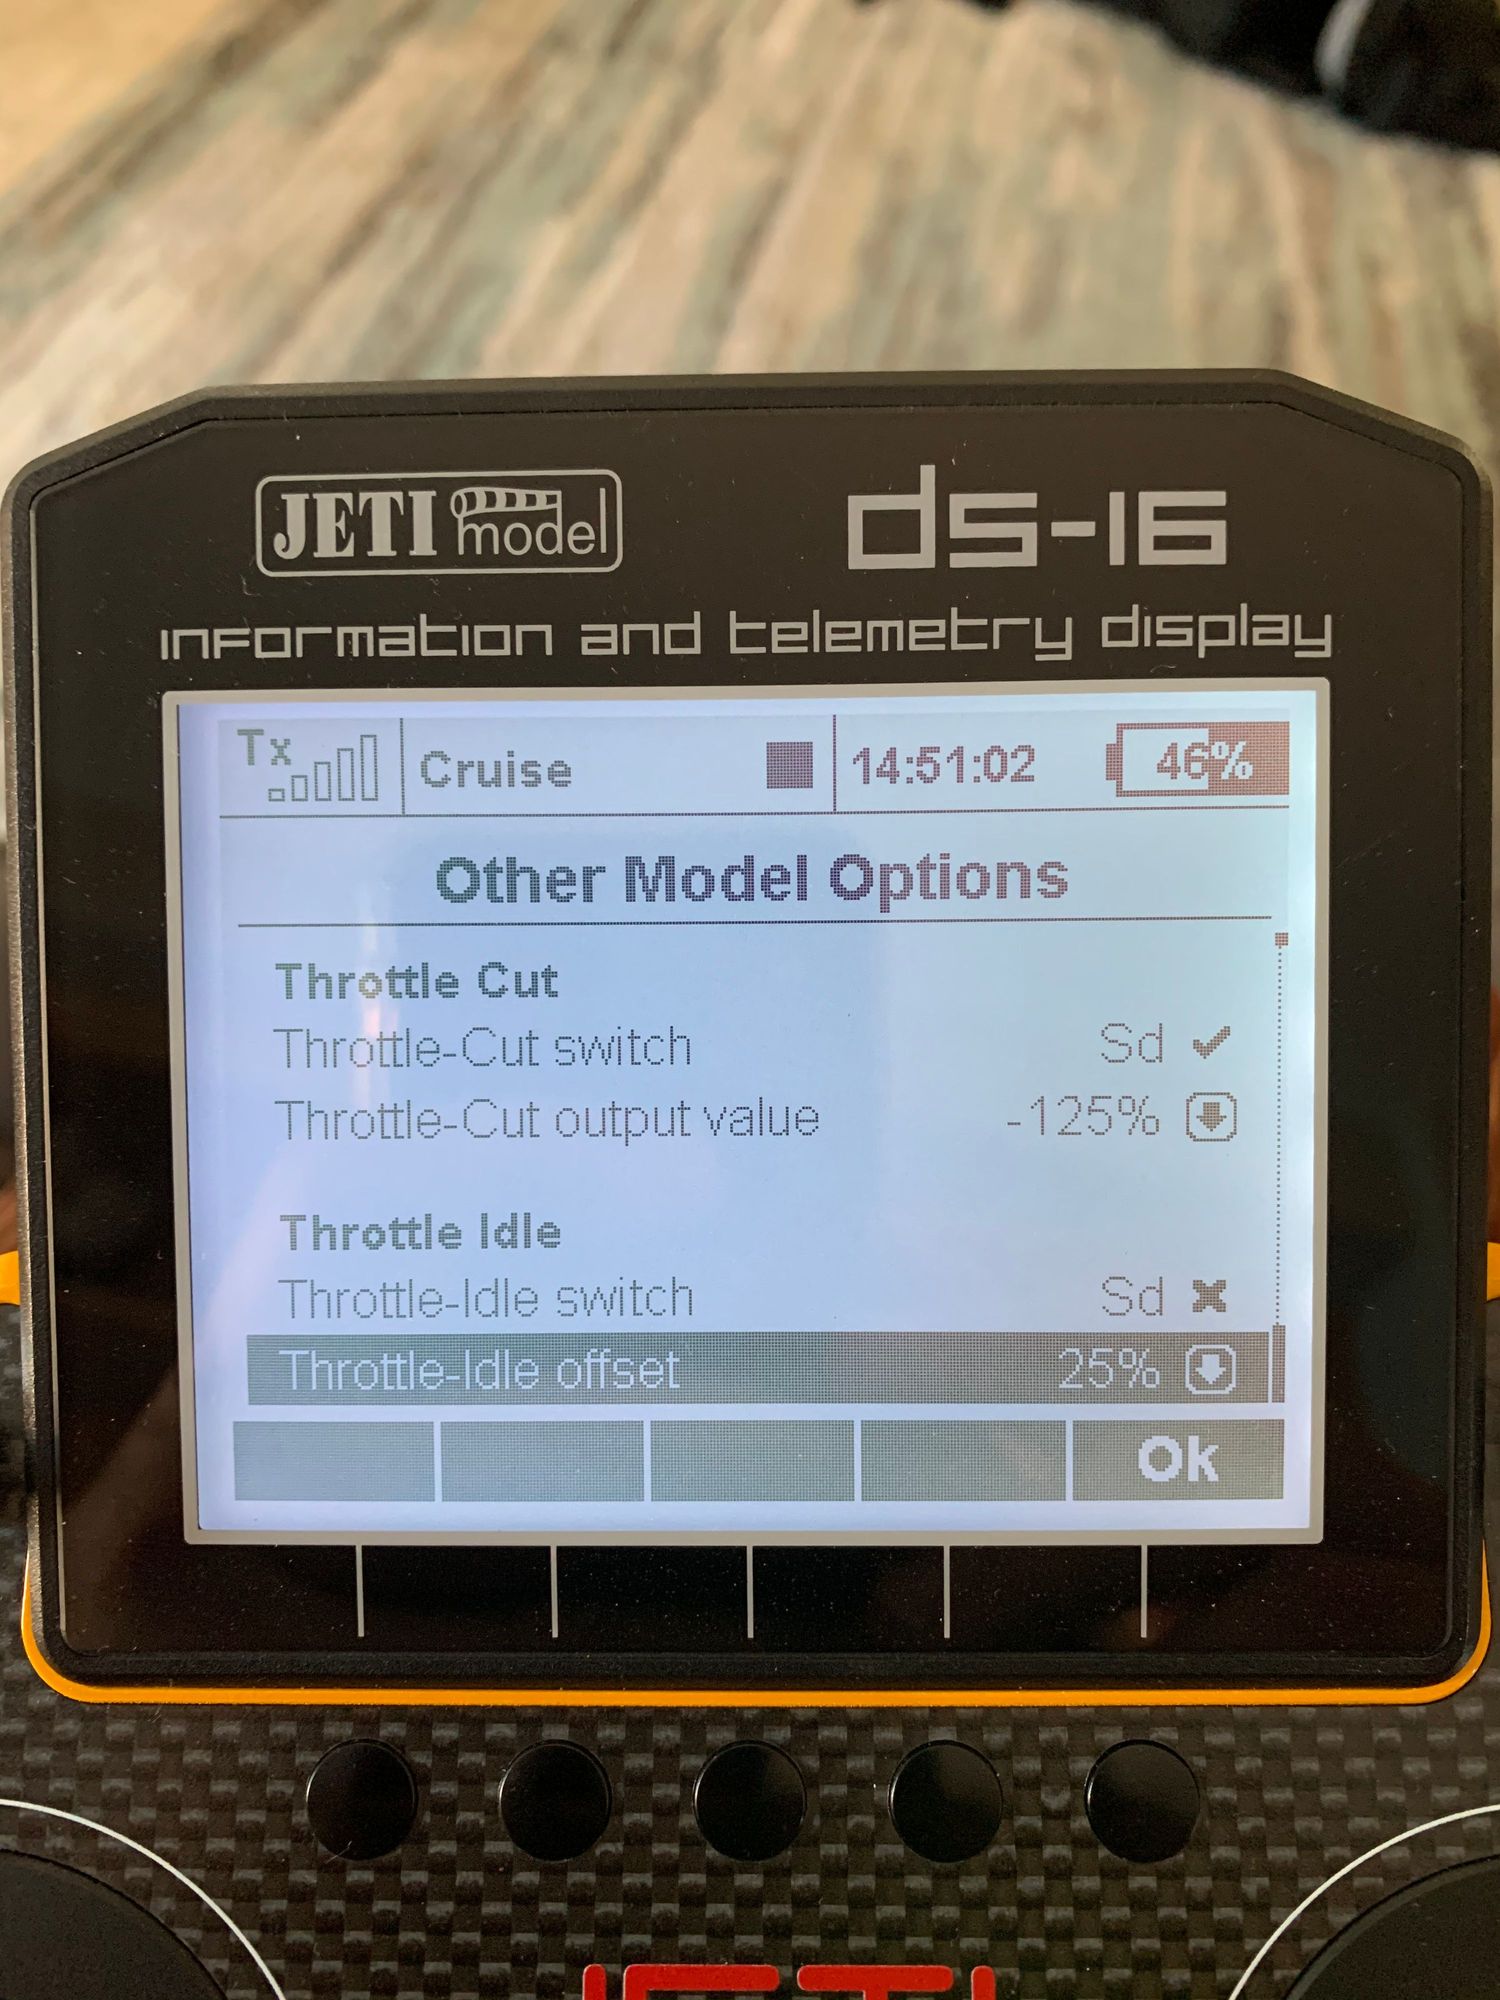 JETI model ds-16
information and telemetry display
Tx Cruise 14:51:02 46%
Other Model Options
Throttle Cut
Throttle-Cut switch Sd
Throttle-Cut output value -125%
Throttle Idle
Throttle-Idle switch Sd
Throttle-Idle offset 25%
Ok
JETI